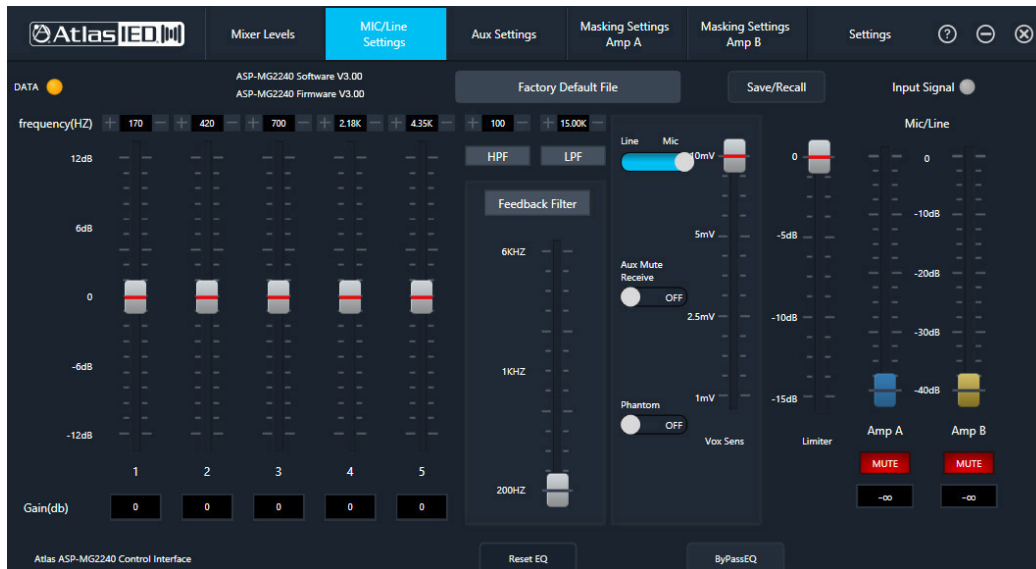 AtlasIED
Mixer Levels
MIC/Line
Settings
Aux Settings
Masking Settings
Amp A
Masking Settings
Amp B
Settings
?
DATA
ASP-MG2240 Software V3.00
ASP-MG2240 Firmware V3.00
Factory Default File
Save/Recall
Input Signal
frequency(HZ) + 170 - + 420 - + 700 - + 2.18K - + 4.35K - + 100 - + 15.00K -
HPF LPF
Feedback Filter
Line Mic
Mic/Line
12dB
6dB
0
-6dB
-12dB
6KHZ
1KHZ
200HZ
Aux Mute
Receive
OFF
Phantom
OFF
10mV
5mV
2.5mV
1mV
Vox Sens
0
-5dB
-10dB
-15dB
Limiter
0
-10dB
-20dB
-30dB
-40dB
Amp A Amp B
MUTE MUTE
-∞ -∞
1 2 3 4 5
Gain(db) 0 0 0 0 0
Atlas ASP-MG2240 Control Interface
Reset EQ
ByPassEQ